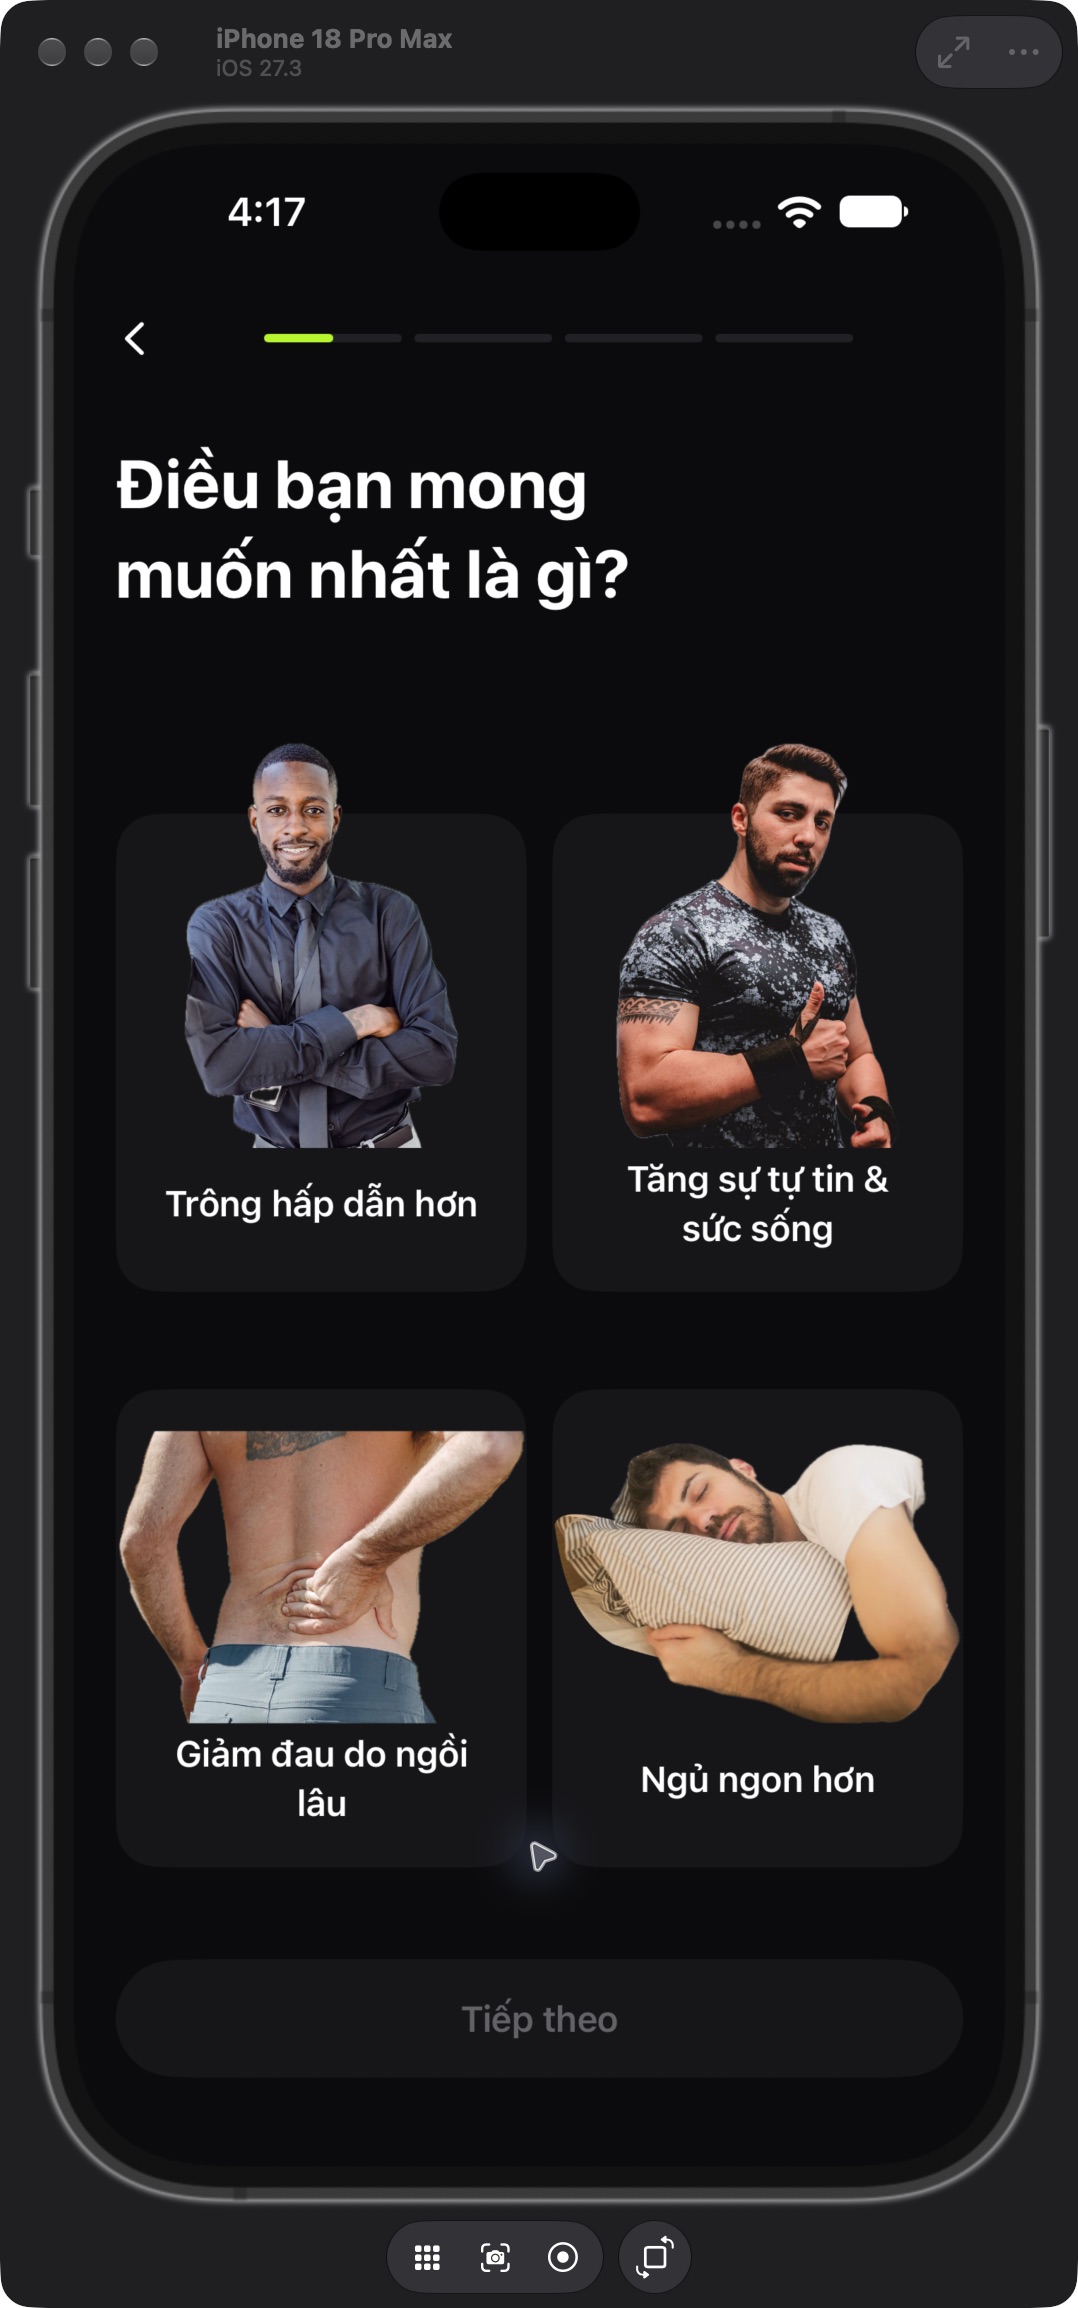 iPhone 18 Pro Max
iOS 27.3
4:17
Điều bạn mong
muốn nhất là gì?
Trông hấp dẫn hơn
Tăng sự tự tin &
sức sống
Giảm đau do ngồi
lâu
Ngủ ngon hơn
Tiếp theo